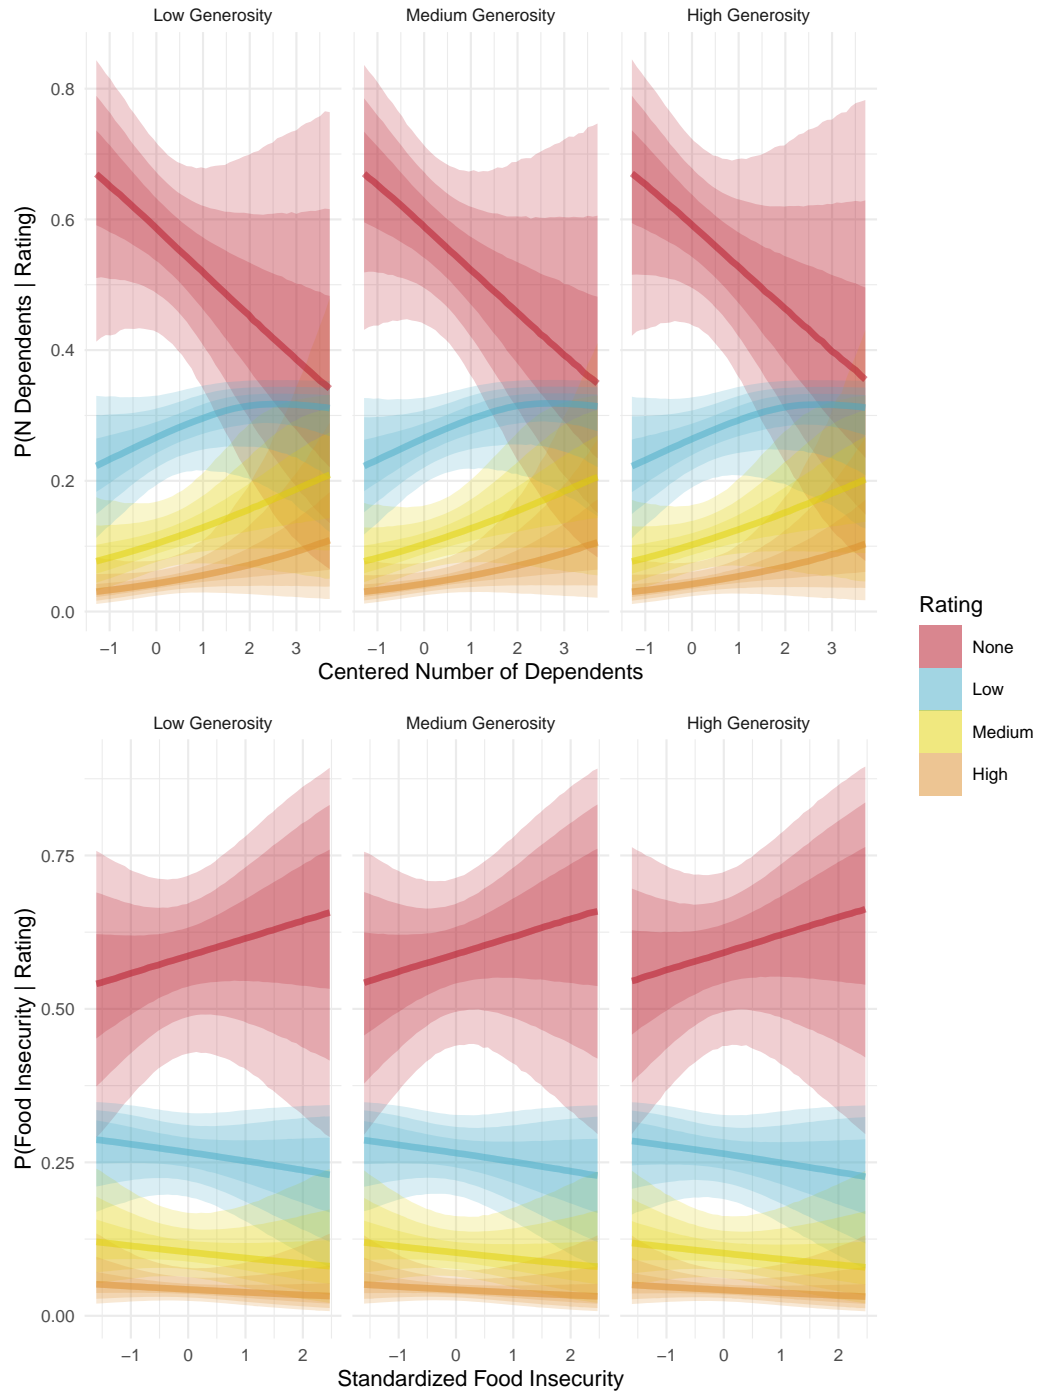 Low Generosity Medium Generosity High Generosity
P(N Dependents | Rating)
0.8
0.6
0.4
0.2
0.0
−1 0 1 2 3 −1 0 1 2 3 −1 0 1 2 3
Centered Number of Dependents
Rating
None
Low
Medium
High
Low Generosity Medium Generosity High Generosity
P(Food Insecurity | Rating)
0.75
0.50
0.25
0.00
−1 0 1 2 −1 0 1 2 −1 0 1 2
Standardized Food Insecurity